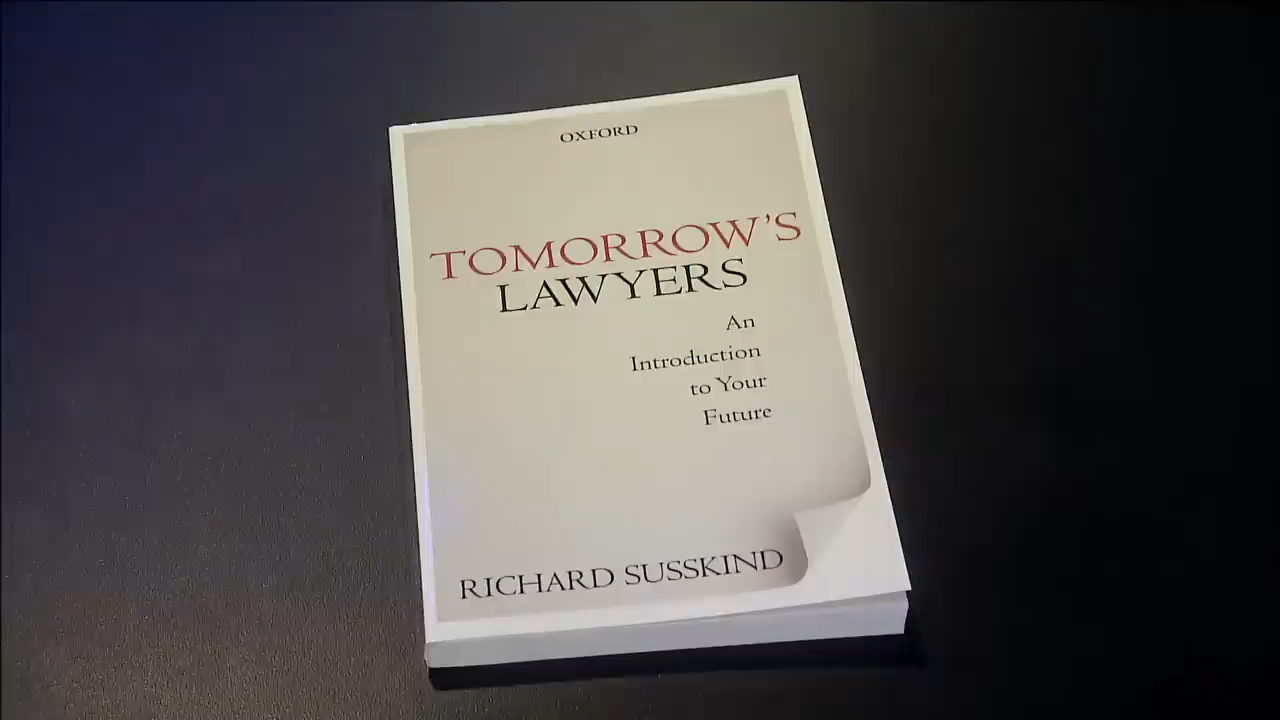 OXFORD
TOMORROW'S
LAWYERS
An
Introduction
to Your
Future
RICHARD SUSSKIND